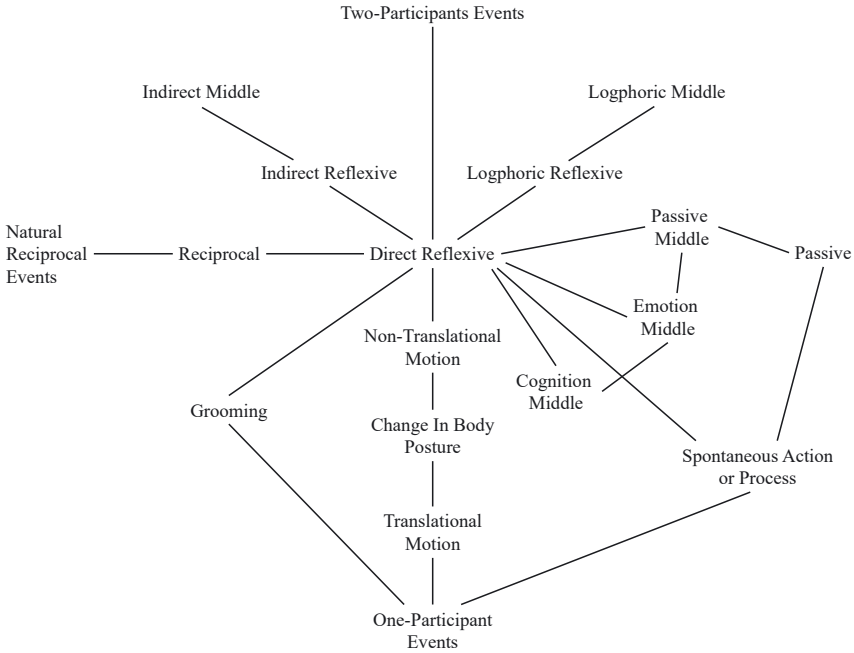 Two-Participants Events
Indirect Middle
Logphoric Middle
Indirect Reflexive
Logphoric Reflexive
Natural
Reciprocal
Events
Reciprocal
Direct Reflexive
Passive
Middle
Passive
Non-Translational
Motion
Emotion
Middle
Cognition
Middle
Grooming
Change In Body
Posture
Spontaneous Action
or Process
Translational
Motion
One-Participant
Events